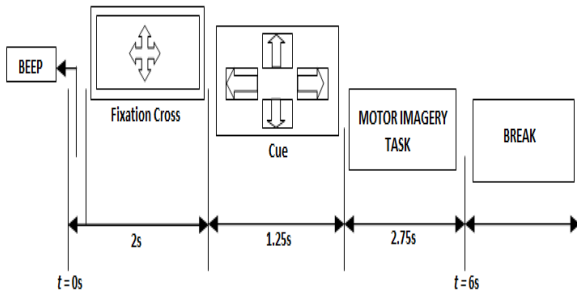 BEEP
Fixation Cross
Cue
MOTOR IMAGERY
TASK
BREAK
2s
1.25s
2.75s
t = 0s
t = 6s